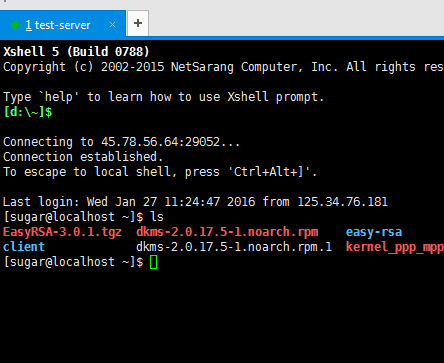 1 test-server × +
Xshell 5 (Build 0788)
Copyright (c) 2002-2015 NetSarang Computer, Inc. All rights res
Type `help' to learn how to use Xshell prompt.
[d:\~]$
Connecting to 45.78.56.64:29052...
Connection established.
To escape to local shell, press 'Ctrl+Alt+]'.
Last login: Wed Jan 27 11:24:47 2016 from 125.34.76.181
[sugar@localhost ~]$ ls
EasyRSA-3.0.1.tgz dkms-2.0.17.5-1.noarch.rpm easy-rsa
client dkms-2.0.17.5-1.noarch.rpm.1 kernel_ppp_mpp
[sugar@localhost ~]$